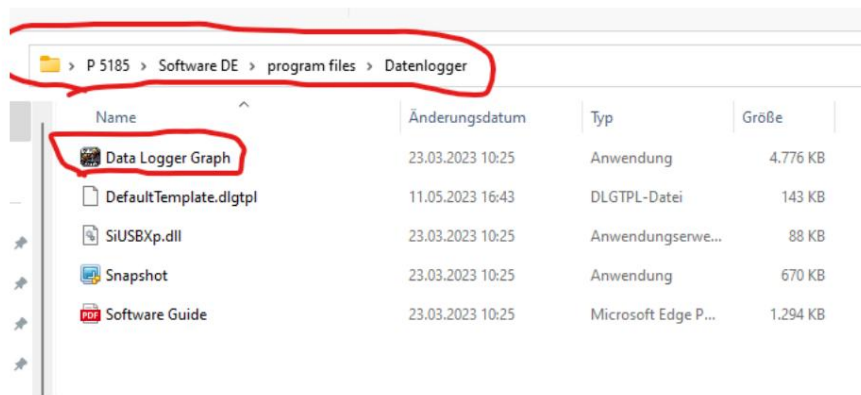 P 5185 > Software DE > program files > Datenlogger
Name Änderungsdatum Typ Größe
Data Logger Graph 23.03.2023 10:25 Anwendung 4.776 KB
DefaultTemplate.dlgtpl 11.05.2023 16:43 DLGTPL-Datei 143 KB
SiUSBXp.dll 23.03.2023 10:25 Anwendungserwe... 88 KB
Snapshot 23.03.2023 10:25 Anwendung 670 KB
PDF Software Guide 23.03.2023 10:25 Microsoft Edge P... 1.294 KB